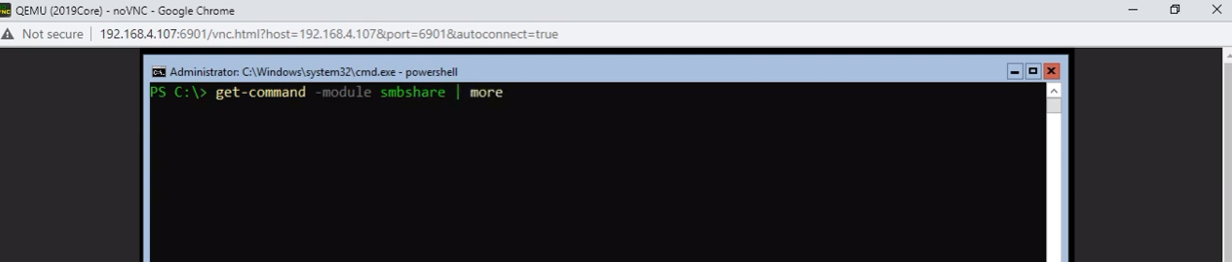 VNC QEMU (2019Core) - noVNC - Google Chrome
Not secure | 192.168.4.107:6901/vnc.html?host=192.168.4.107&port=6901&autoconnect=true
Administrator: C:\Windows\system32\cmd.exe - powershell
PS C:\> get-command -module smbshare | more